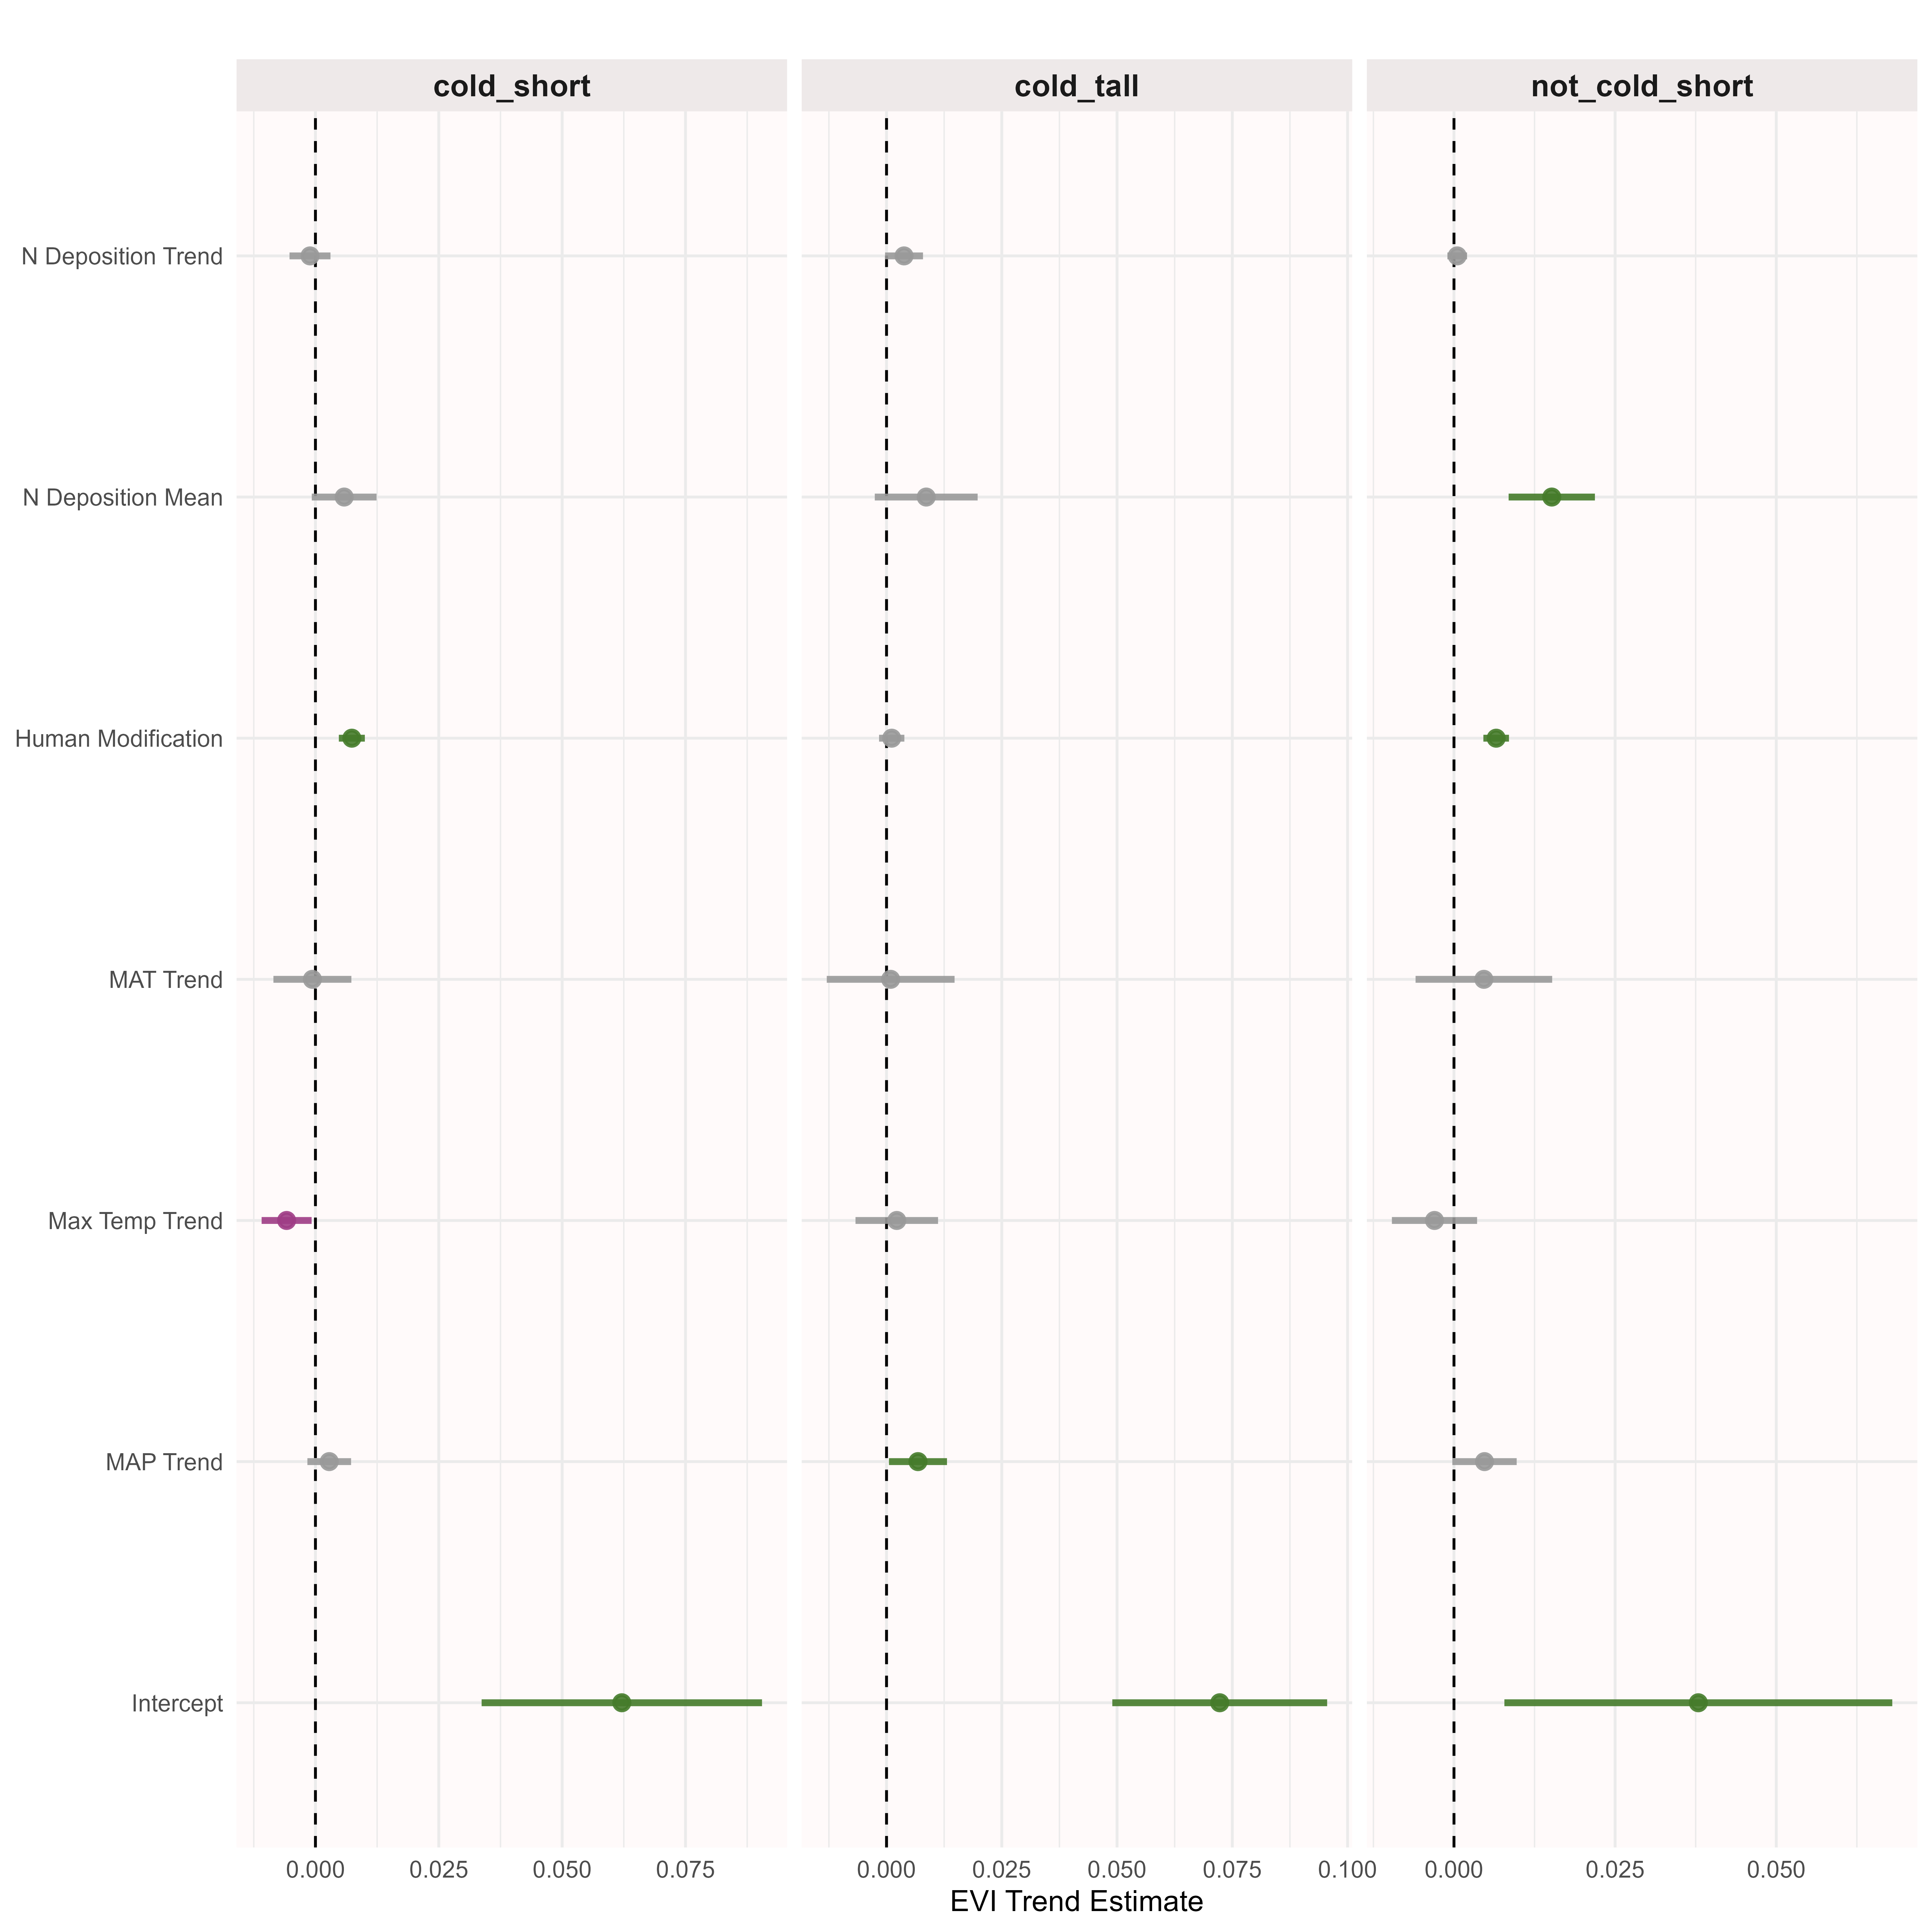 cold_short cold_tall not_cold_short
N Deposition Trend
N Deposition Mean
Human Modification
MAT Trend
Max Temp Trend
MAP Trend
Intercept
0.000 0.025 0.050 0.075 0.000 0.025 0.050 0.075 0.100 0.000 0.025 0.050
EVI Trend Estimate